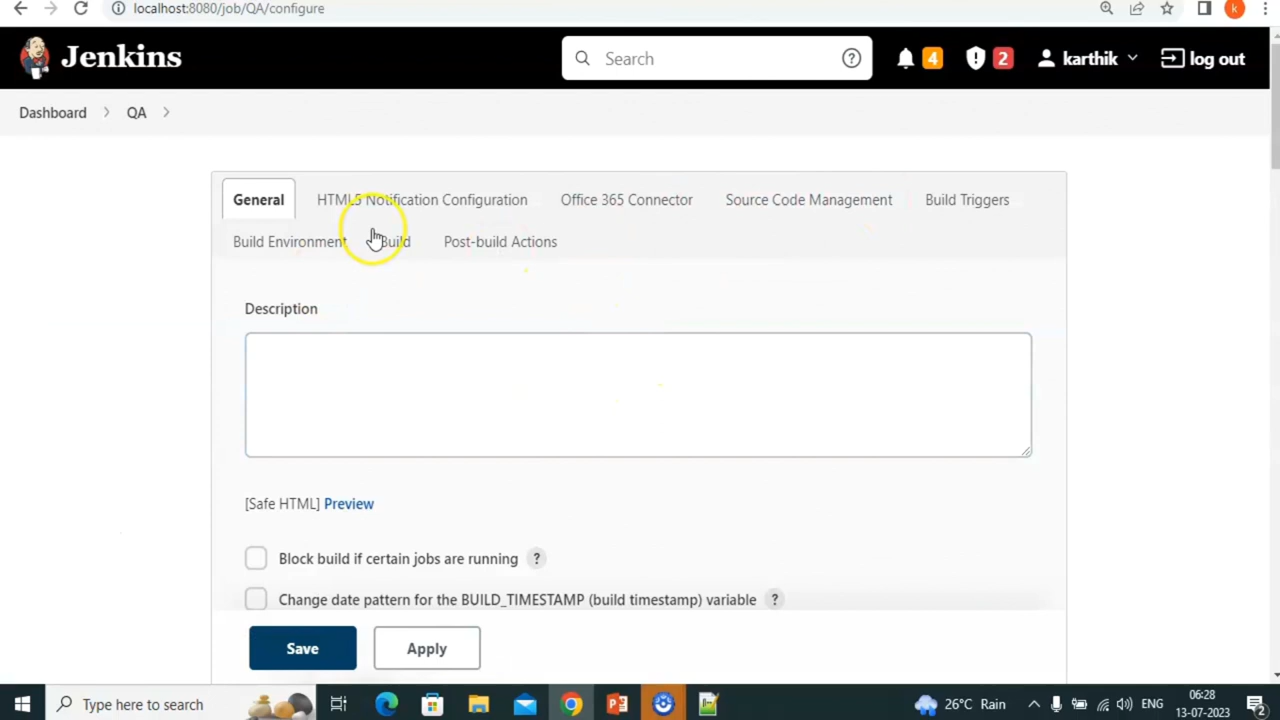 localhost:8080/job/QA/configure
k
Jenkins
Search
?
4
2
karthik
log out
Dashboard
QA
General
HTML5 Notification Configuration
Office 365 Connector
Source Code Management
Build Triggers
Build Environment
Build
Post-build Actions
Description
[Safe HTML] Preview
Block build if certain jobs are running ?
Change date pattern for the BUILD_TIMESTAMP (build timestamp) variable ?
Save
Apply
Type here to search
26°C Rain
ENG
06:28
13-07-2023
2